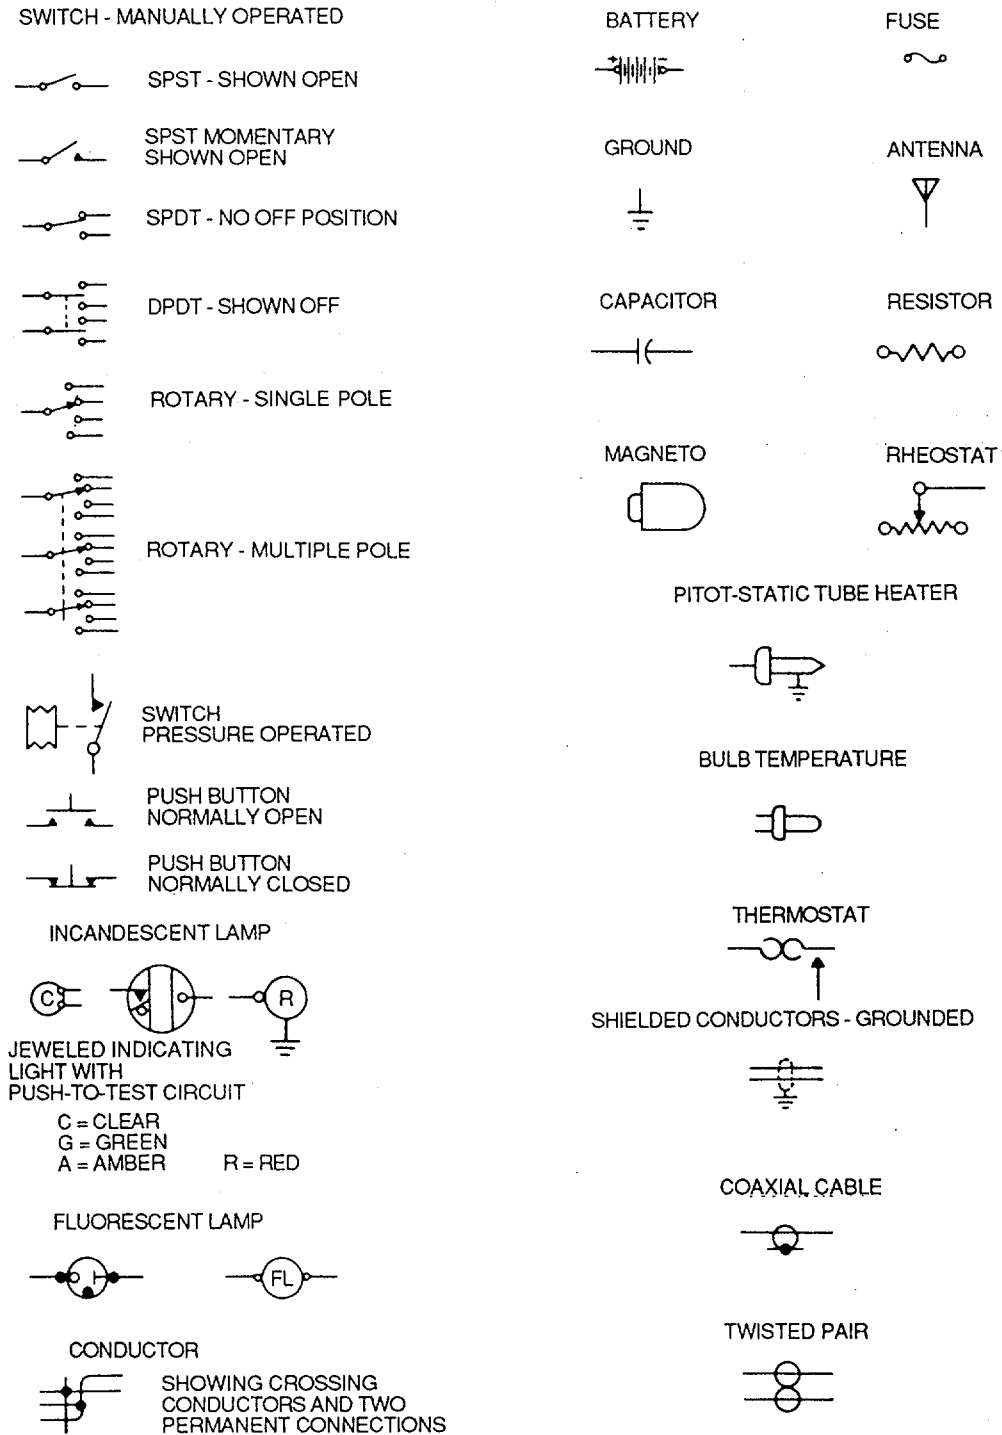 SWITCH - MANUALLY OPERATED
SPST - SHOWN OPEN
SPST MOMENTARY
SHOWN OPEN
SPDT - NO OFF POSITION
DPDT - SHOWN OFF
ROTARY - SINGLE POLE
ROTARY - MULTIPLE POLE
SWITCH
PRESSURE OPERATED
PUSH BUTTON
NORMALLY OPEN
PUSH BUTTON
NORMALLY CLOSED
INCANDESCENT LAMP
C
R
JEWELED INDICATING
LIGHT WITH
PUSH-TO-TEST CIRCUIT
C = CLEAR
G = GREEN
A = AMBER R = RED
FLUORESCENT LAMP
FL
CONDUCTOR
SHOWING CROSSING
CONDUCTORS AND TWO
PERMANENT CONNECTIONS
BATTERY
+ -
FUSE
GROUND
ANTENNA
CAPACITOR
RESISTOR
MAGNETO
RHEOSTAT
PITOT-STATIC TUBE HEATER
BULB TEMPERATURE
THERMOSTAT
SHIELDED CONDUCTORS - GROUNDED
COAXIAL CABLE
TWISTED PAIR